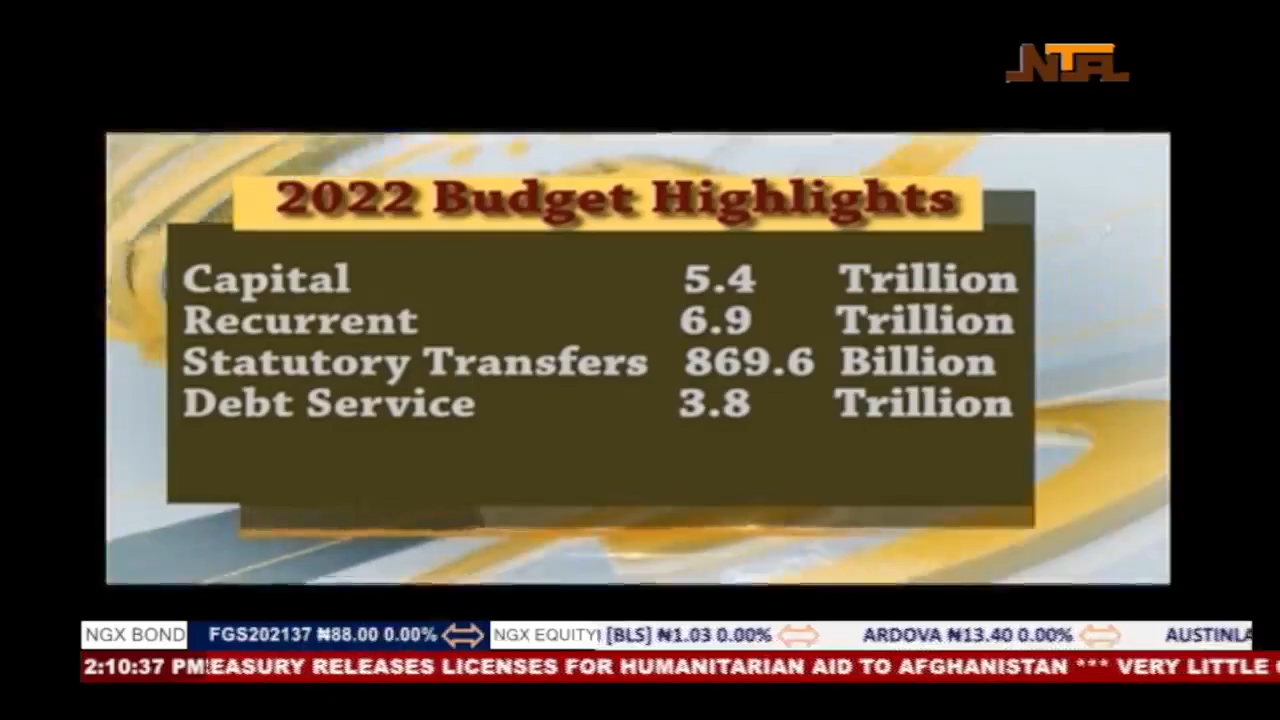 NTA
2022 Budget Highlights
Capital 5.4 Trillion
Recurrent 6.9 Trillion
Statutory Transfers 869.6 Billion
Debt Service 3.8 Trillion
NGX BOND FGS202137 ₦88.00 0.00% NGX EQUITY [BLS] ₦1.03 0.00% ARDOVA ₦13.40 0.00% AUSTINLA
2:10:37 PM EASURY RELEASES LICENSES FOR HUMANITARIAN AID TO AFGHANISTAN *** VERY LITTLE